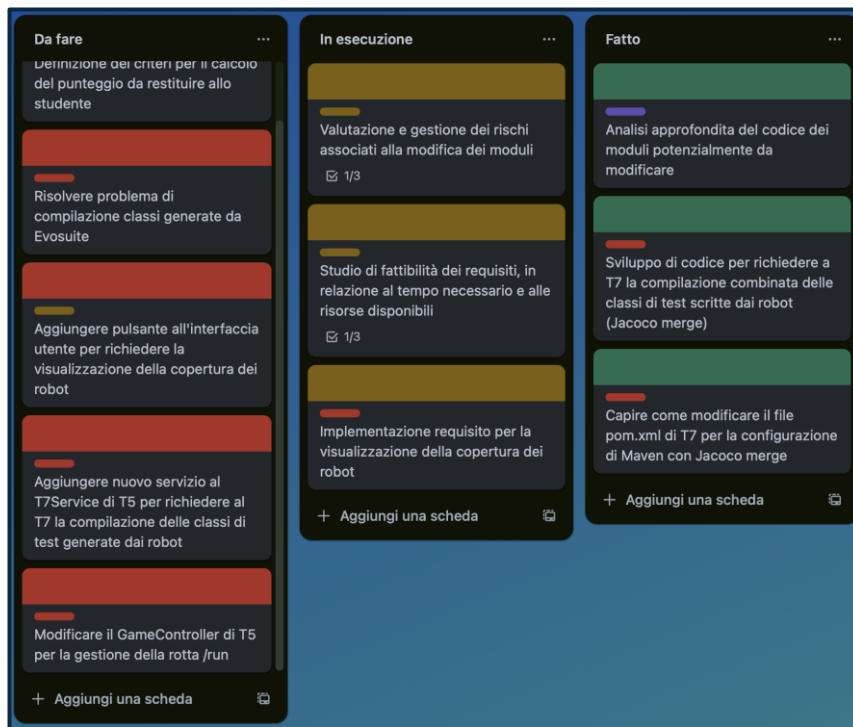 Da fare
Definizione dei criteri per il calcolo
del punteggio da restituire allo
studente
Risolvere problema di
compilazione classi generate da
Evosuite
Aggiungere pulsante all'interfaccia
utente per richiedere la
visualizzazione della copertura dei
robot
Aggiungere nuovo servizio al
T7Service di T5 per richiedere al
T7 la compilazione delle classi di
test generate dai robot
Modificare il GameController di T5
per la gestione della rotta /run
+ Aggiungi una scheda
In esecuzione
Valutazione e gestione dei rischi
associati alla modifica dei moduli
1/3
Studio di fattibilità dei requisiti, in
relazione al tempo necessario e alle
risorse disponibili
1/3
Implementazione requisito per la
visualizzazione della copertura dei
robot
+ Aggiungi una scheda
Fatto
Analisi approfondita del codice dei
moduli potenzialmente da
modificare
Sviluppo di codice per richiedere a
T7 la compilazione combinata delle
classi di test scritte dai robot
(Jacoco merge)
Capire come modificare il file
pom.xml di T7 per la configurazione
di Maven con Jacoco merge
+ Aggiungi una scheda